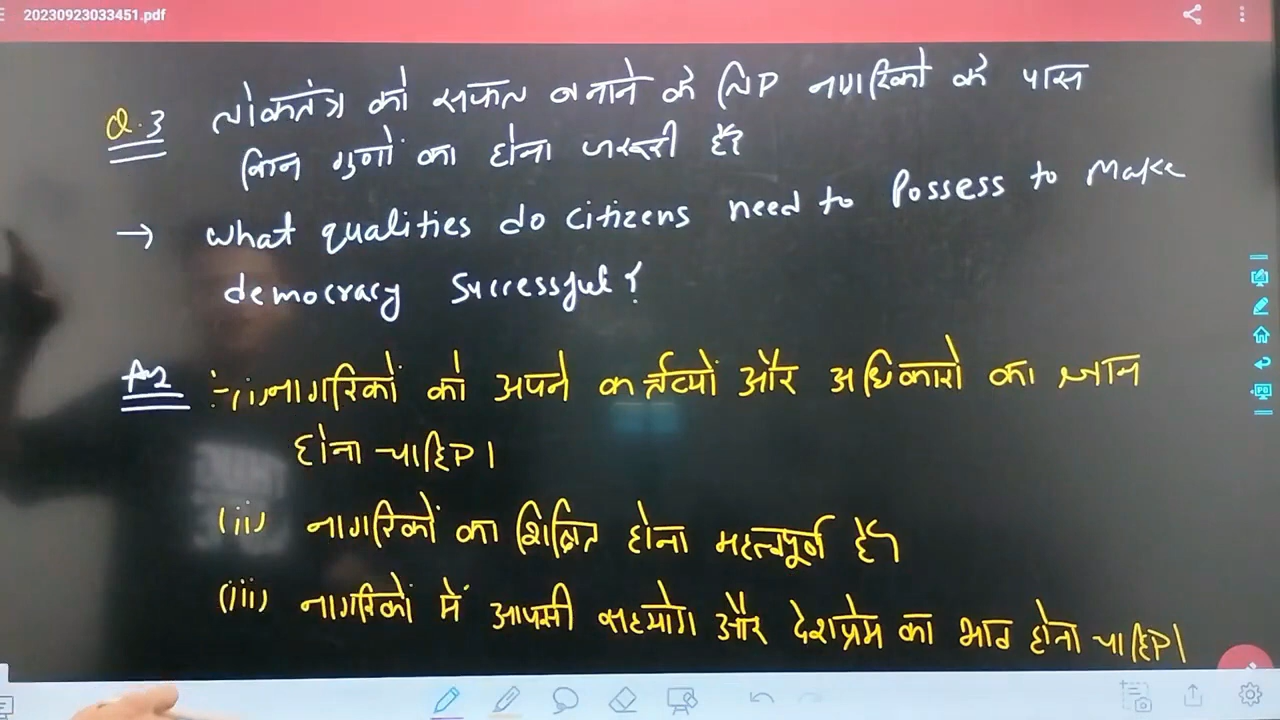 20230923033451.pdf
Q.3 लोकतंत्र को सफल बनाने के लिए नागरिको के पास
किन गुणों का होना जरूरी है?
→ what qualities do citizens need to Possess to Make
democracy Successful?
Ans :- (i) नागरिकों को अपने कर्त्तव्यों और अधिकारो का ज्ञान
होना चाहिए।
(ii) नागरिकों का शिक्षित होना महत्वपूर्ण है।
(iii) नागरिकों में आपसी सहयोग और देशप्रेम का भाव होना चाहिए।